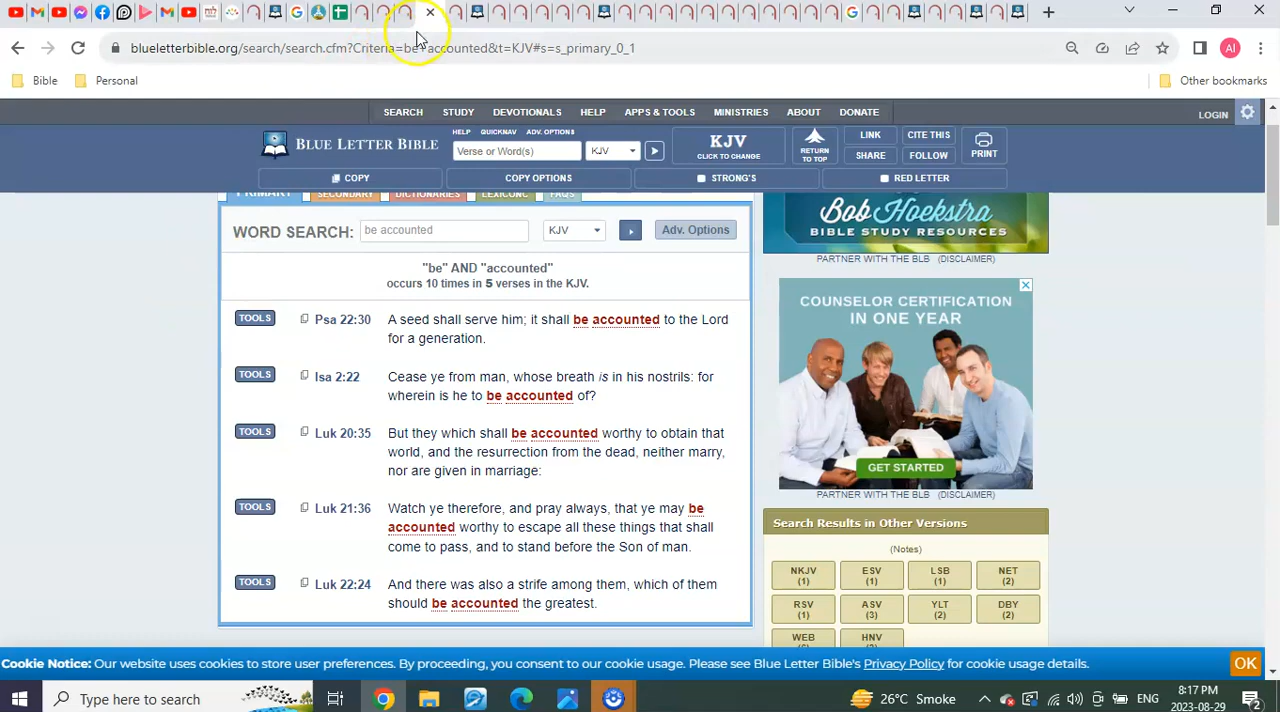 blueletterbible.org/search/search.cfm?Criteria=be+accounted&t=KJV#s=s_primary_0_1
AI
Bible
Personal
Other bookmarks
SEARCH
STUDY
DEVOTIONALS
HELP
APPS & TOOLS
MINISTRIES
ABOUT
DONATE
LOGIN
BLUE LETTER BIBLE
HELP
QUICKNAV
ADV. OPTIONS
Verse or Word(s)
KJV
KJV
CLICK TO CHANGE
RETURN
TO TOP
LINK
CITE THIS
SHARE
FOLLOW
PRINT
COPY
COPY OPTIONS
STRONG'S
RED LETTER
PRIMARY
SECONDARY
DICTIONARIES
LEXICONC
FAQS
WORD SEARCH:
be accounted
KJV
Adv. Options
"be" AND "accounted"
occurs 10 times in 5 verses in the KJV.
TOOLS
Psa 22:30
A seed shall serve him; it shall be accounted to the Lord
for a generation.
TOOLS
Isa 2:22
Cease ye from man, whose breath is in his nostrils: for
wherein is he to be accounted of?
TOOLS
Luk 20:35
But they which shall be accounted worthy to obtain that
world, and the resurrection from the dead, neither marry,
nor are given in marriage:
TOOLS
Luk 21:36
Watch ye therefore, and pray always, that ye may be
accounted worthy to escape all these things that shall
come to pass, and to stand before the Son of man.
TOOLS
Luk 22:24
And there was also a strife among them, which of them
should be accounted the greatest.
Bob Hoekstra
BIBLE STUDY RESOURCES
PARTNER WITH THE BLB (DISCLAIMER)
COUNSELOR CERTIFICATION
IN ONE YEAR
GET STARTED
PARTNER WITH THE BLB (DISCLAIMER)
Search Results in Other Versions
(Notes)
NKJV
(1)
ESV
(1)
LSB
(1)
NET
(2)
RSV
(1)
ASV
(3)
YLT
(2)
DBY
(2)
WEB
HNV
Cookie Notice: Our website uses cookies to store user preferences. By proceeding, you consent to our cookie usage. Please see Blue Letter Bible's Privacy Policy for cookie usage details.
OK
Type here to search
26°C Smoke
ENG
8:17 PM
2023-08-29
2